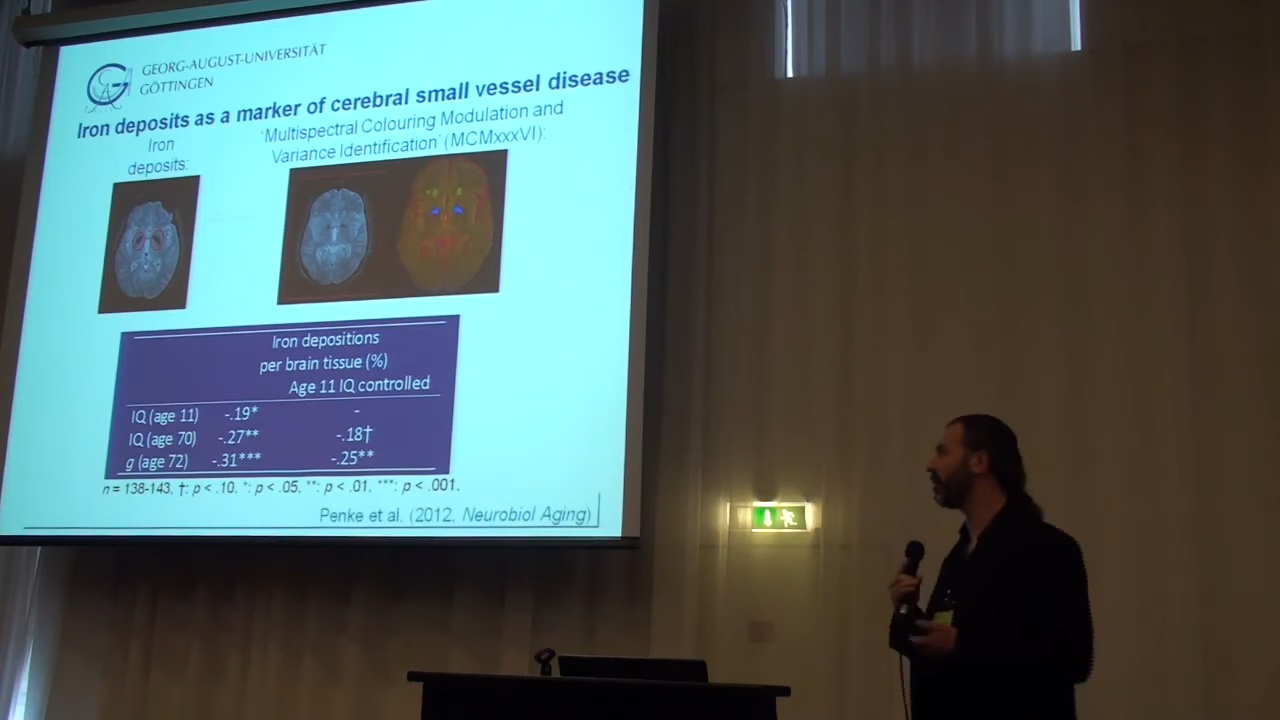 GEORG-AUGUST-UNIVERSITÄT
GÖTTINGEN
Iron deposits as a marker of cerebral small vessel disease
Iron
deposits:
'Multispectral Colouring Modulation and
Variance Identification' (MCMxxxVI):
Iron depositions
per brain tissue (%)
Age 11 IQ controlled
IQ (age 11) -.19* -
IQ (age 70) -.27** -.18†
g (age 72) -.31*** -.25**
n = 138-143, †: p < .10, *: p < .05, **: p < .01, ***: p < .001.
Penke et al. (2012, Neurobiol Aging)